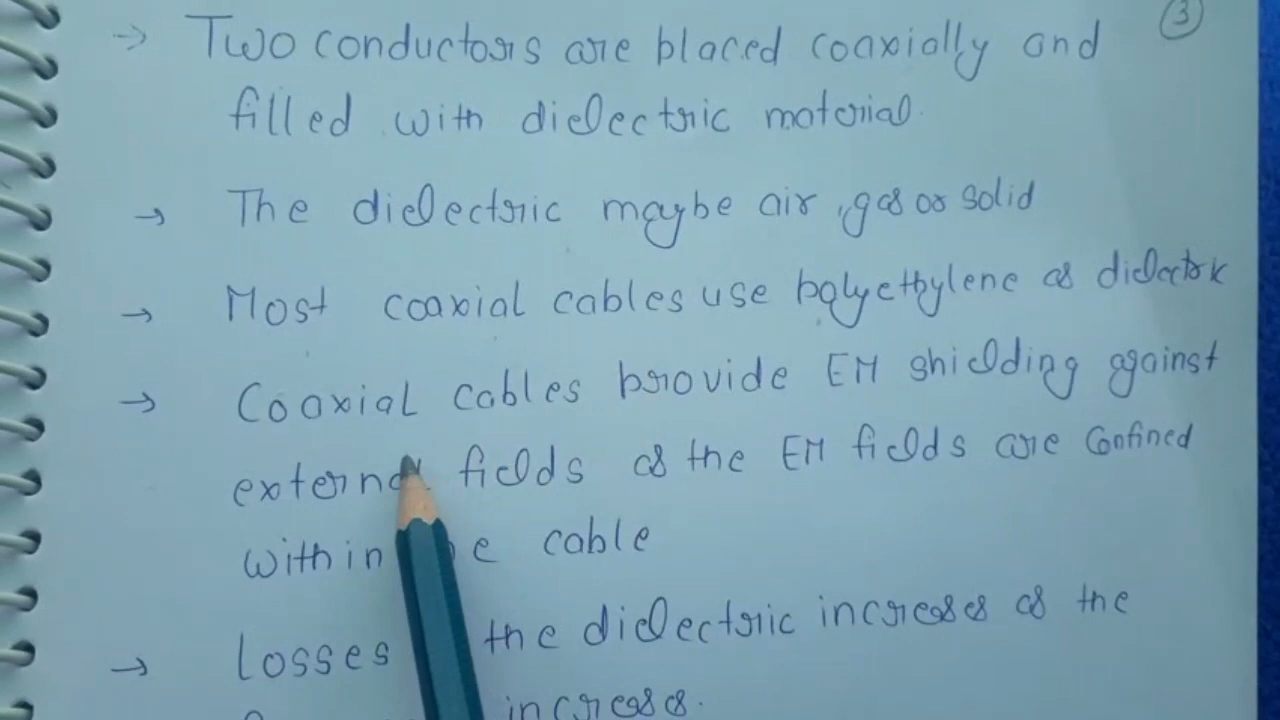 ③
→ Two conductors are placed coaxially and
filled with dielectric material.
→ The dielectric maybe air, gas or solid
→ Most coaxial cables use polyethylene as dielectric
→ Coaxial cables provide EM shielding against
external fields as the EM fields are confined
within cable
→ Losses the dielectric increases as the
increases.